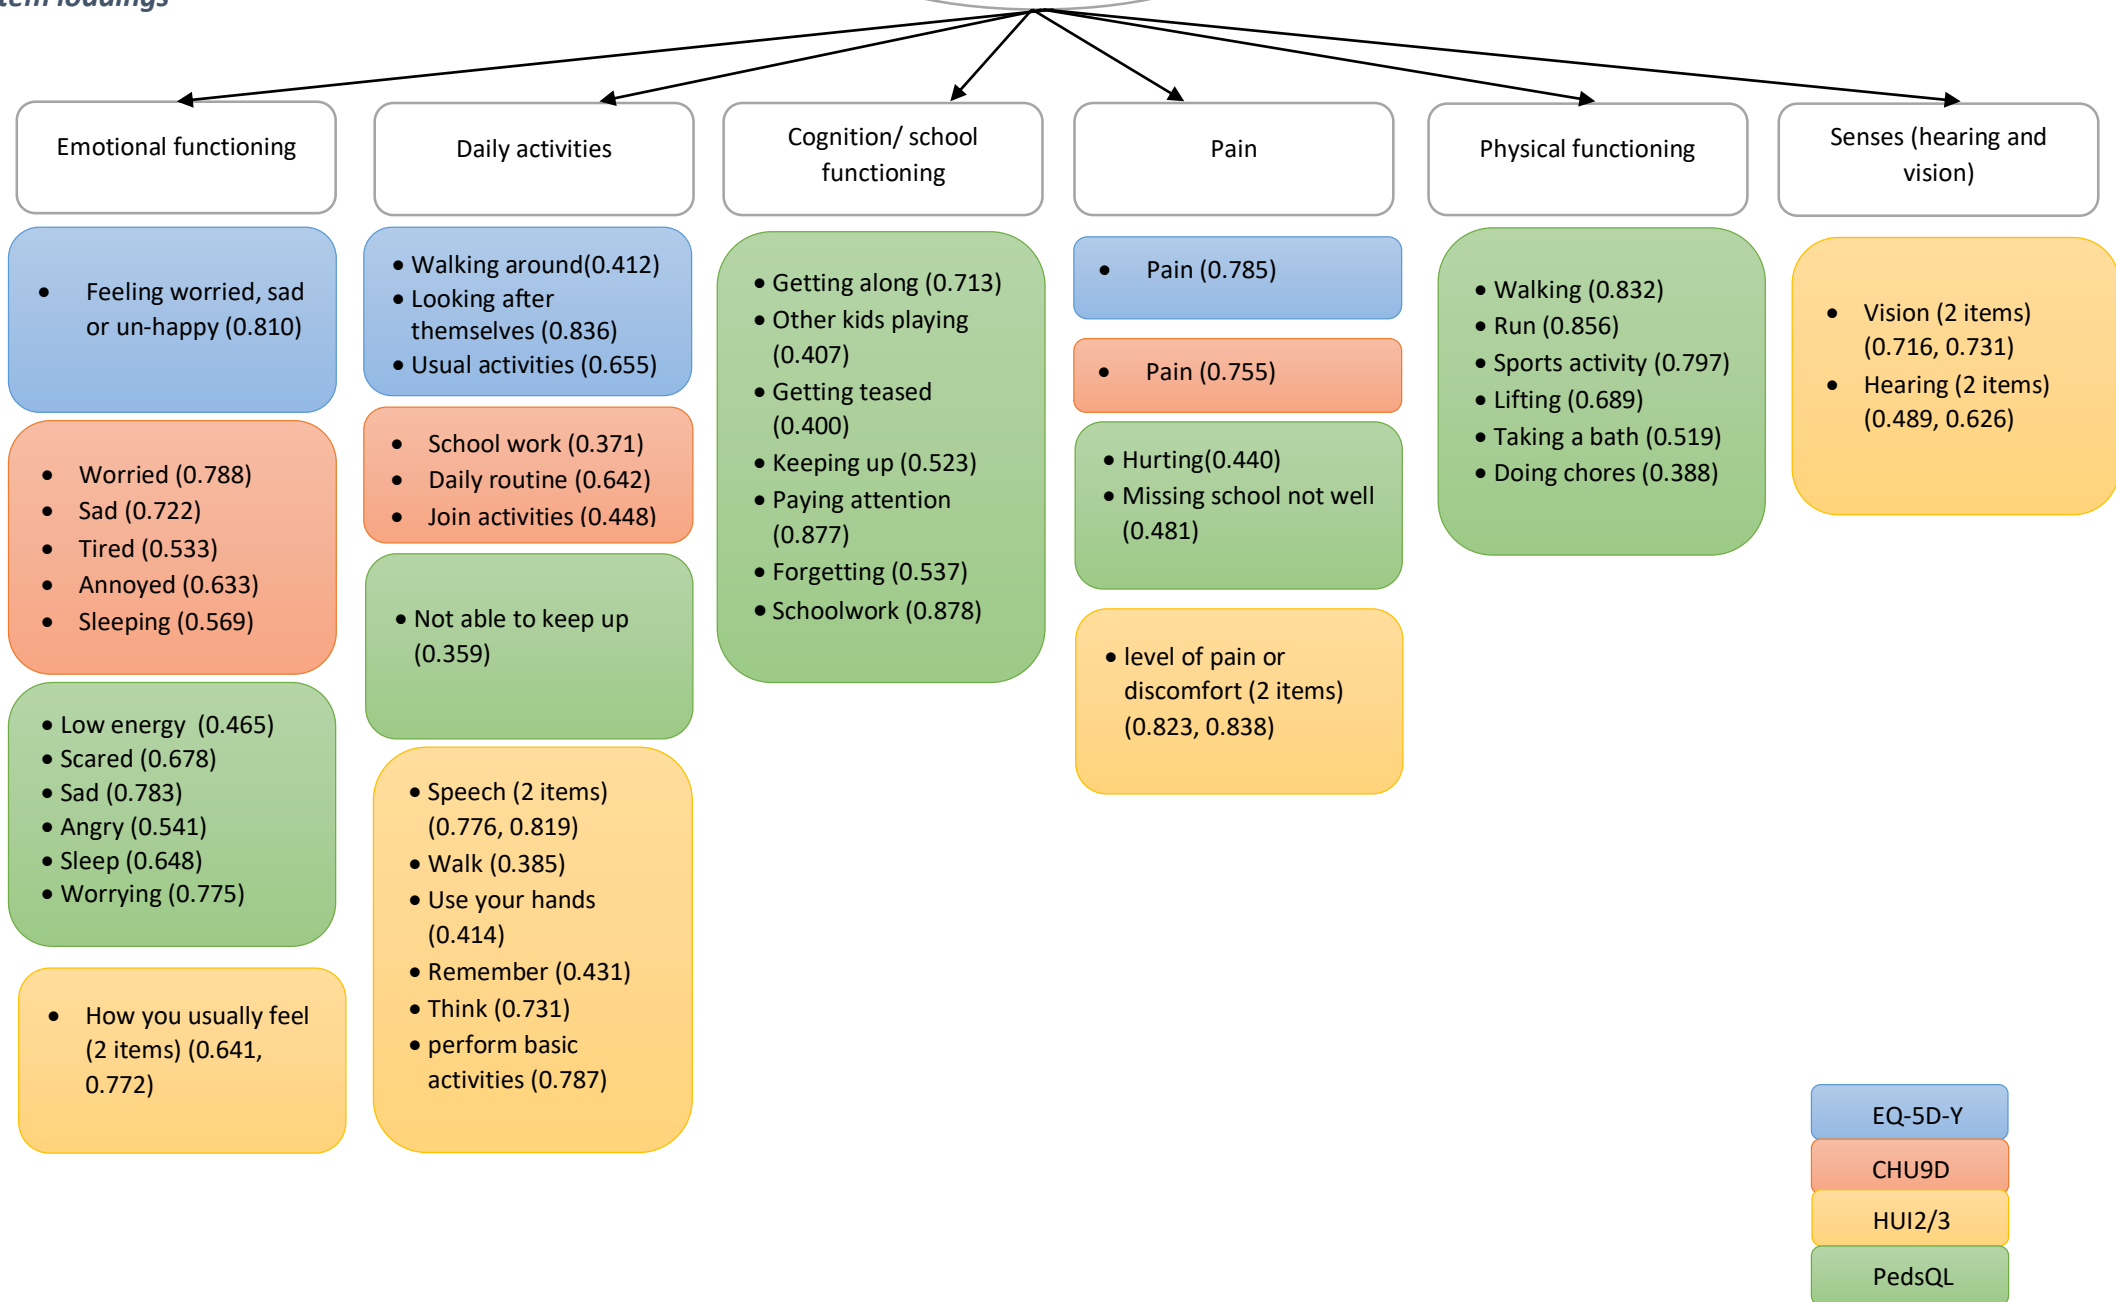 Emotional functioning
Daily activities
Cognition/ school
functioning
Pain
Physical functioning
Senses (hearing and
vision)
• Feeling worried, sad
or un-happy (0.810)
• Worried (0.788)
• Sad (0.722)
• Tired (0.533)
• Annoyed (0.633)
• Sleeping (0.569)
• Low energy (0.465)
• Scared (0.678)
• Sad (0.783)
• Angry (0.541)
• Sleep (0.648)
• Worrying (0.775)
• How you usually feel
(2 items) (0.641,
0.772)
• Walking around(0.412)
• Looking after
themselves (0.836)
• Usual activities (0.655)
• School work (0.371)
• Daily routine (0.642)
• Join activities (0.448)
• Not able to keep up
(0.359)
• Speech (2 items)
(0.776, 0.819)
• Walk (0.385)
• Use your hands
(0.414)
• Remember (0.431)
• Think (0.731)
• perform basic
activities (0.787)
• Getting along (0.713)
• Other kids playing
(0.407)
• Getting teased
(0.400)
• Keeping up (0.523)
• Paying attention
(0.877)
• Forgetting (0.537)
• Schoolwork (0.878)
• Pain (0.785)
• Pain (0.755)
• Hurting(0.440)
• Missing school not well
(0.481)
• level of pain or
discomfort (2 items)
(0.823, 0.838)
• Walking (0.832)
• Run (0.856)
• Sports activity (0.797)
• Lifting (0.689)
• Taking a bath (0.519)
• Doing chores (0.388)
• Vision (2 items)
(0.716, 0.731)
• Hearing (2 items)
(0.489, 0.626)
EQ-5D-Y
CHU9D
HUI2/3
PedsQL